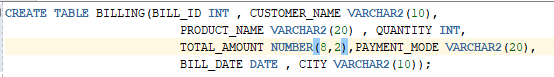 CREATE TABLE BILLING(BILL_ID INT , CUSTOMER_NAME VARCHAR2(10),
PRODUCT_NAME VARCHAR2(20) , QUANTITY INT,
TOTAL_AMOUNT NUMBER(8,2),PAYMENT_MODE VARCHAR2(20),
BILL_DATE DATE , CITY VARCHAR2(10));